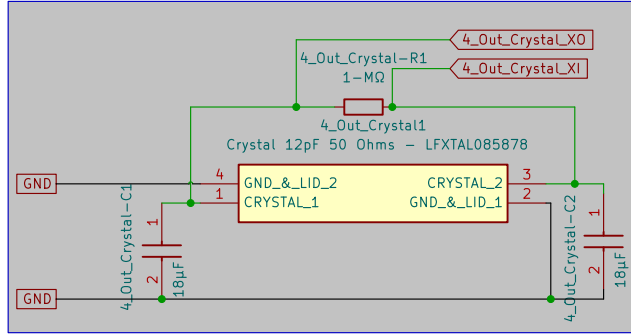 4_Out_Crystal_XO
4_Out_Crystal-R1
4_Out_Crystal_XI
1-MΩ
4_Out_Crystal1
Crystal 12pF 50 Ohms – LFXTAL085878
GND
4
GND_&_LID_2
CRYSTAL_2
3
1
CRYSTAL_1
GND_&_LID_1
2
4_Out_Crystal-C1
1
2
18µF
4_Out_Crystal-C2
1
2
18µF
GND